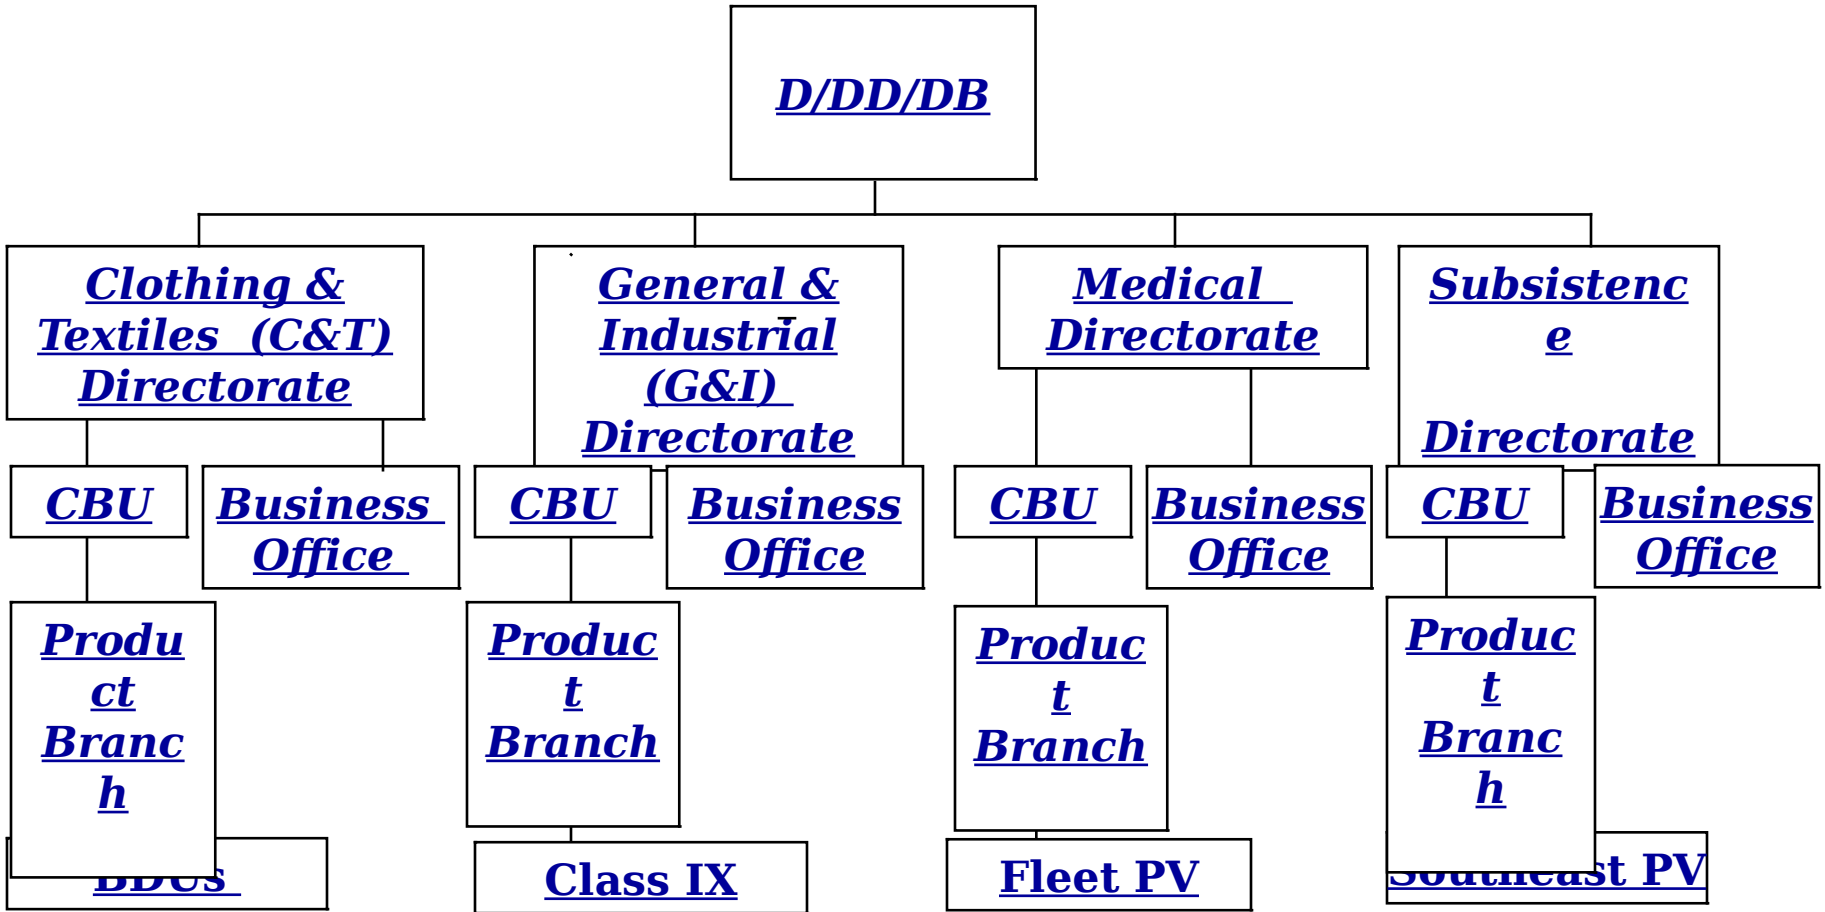 D/DD/DB
Clothing &
Textiles (C&T)
Directorate
General &
Industrial
(G&I)
Directorate
Medical
Directorate
Subsistenc
e
Directorate
CBU
Business
Office
CBU
Business
Office
CBU
Business
Office
CBU
Business
Office
Produ
ct
Branc
h
Produc
t
Branch
Produc
t
Branch
Produc
t
Branc
h
BDUs
Class IX
Fleet PV
Southeast PV